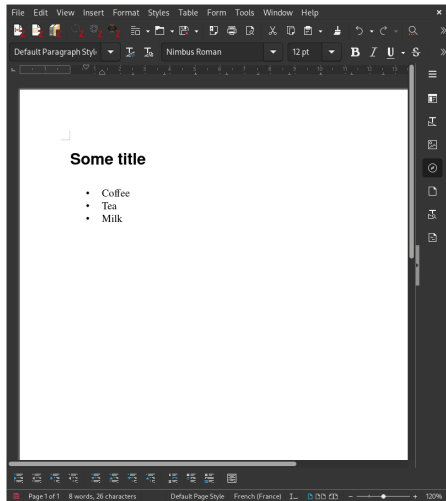 File Edit View Insert Format Styles Table Form Tools Window Help
Default Paragraph Styl Nimbus Roman 12 pt B I U S
Some title
• Coffee
• Tea
• Milk
Page 1 of 1 8 words, 26 characters Default Page Style French (France) 120%